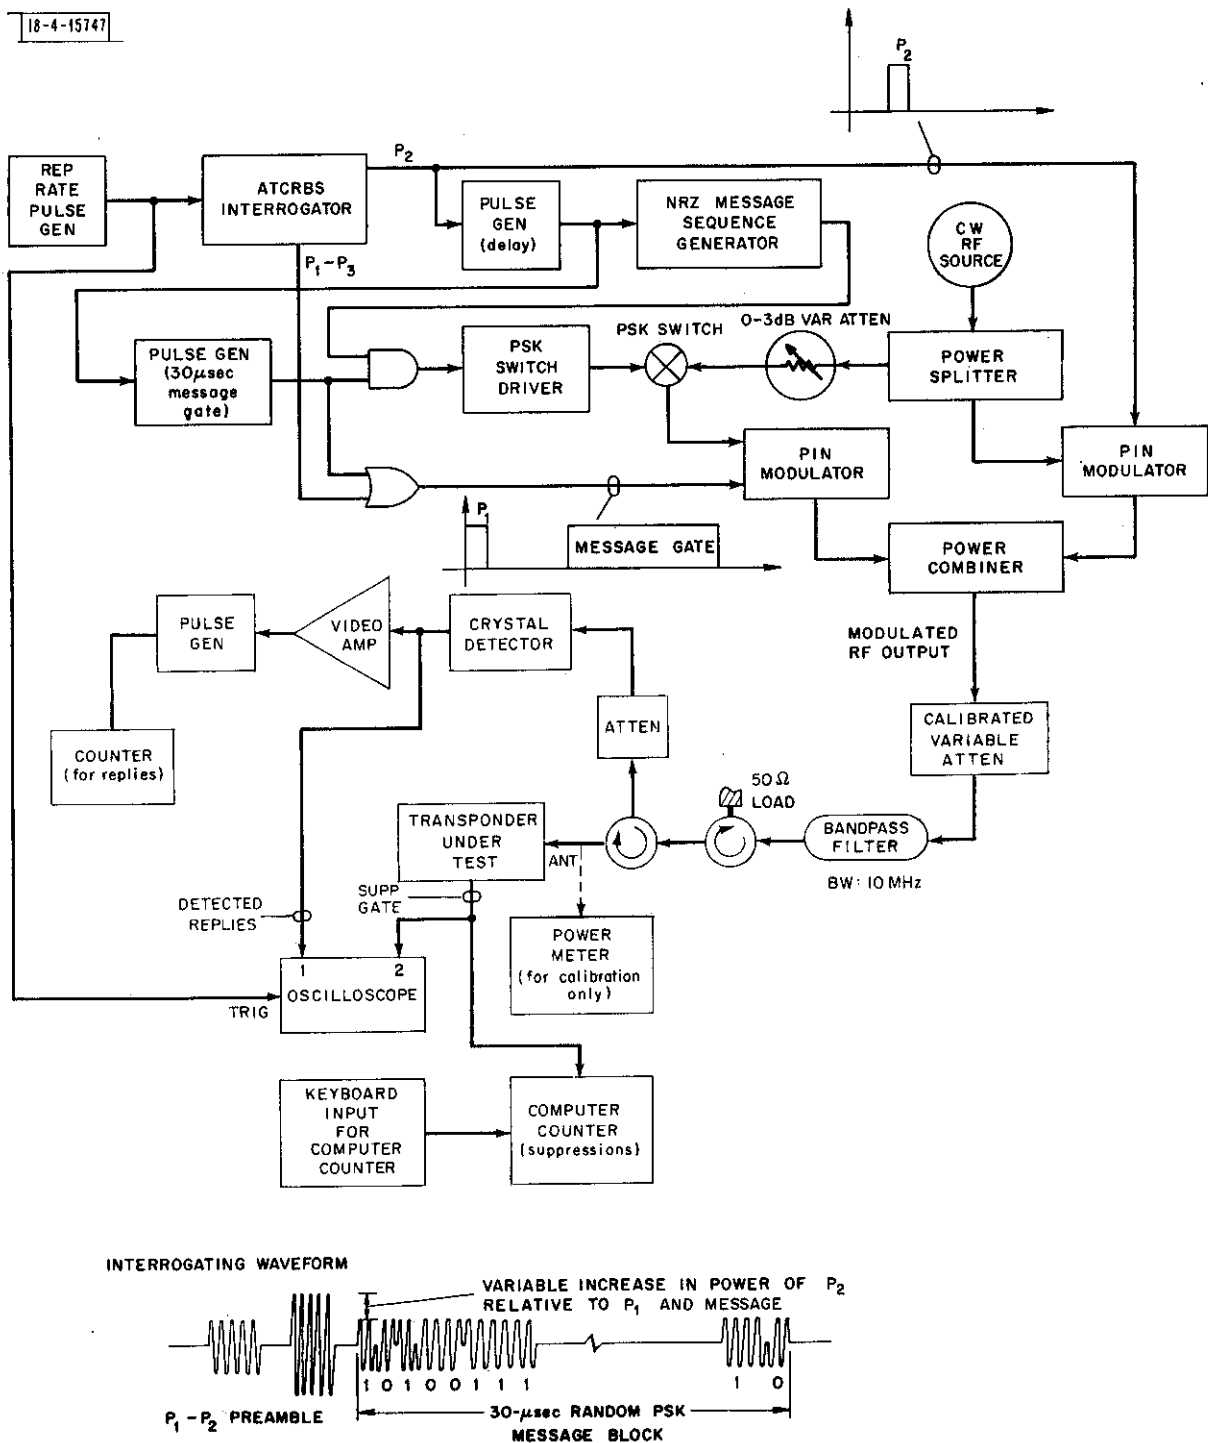 18-4-15747
P2
REP
RATE
PULSE
GEN
ATCRBS
INTERROGATOR
P2
PULSE
GEN
(delay)
NRZ MESSAGE
SEQUENCE
GENERATOR
CW
RF
SOURCE
P1-P3
PULSE GEN
(30μsec
message
gate)
PSK
SWITCH
DRIVER
PSK SWITCH
0-3dB VAR ATTEN
POWER
SPLITTER
PIN
MODULATOR
PIN
MODULATOR
P1
MESSAGE GATE
POWER
COMBINER
PULSE
GEN
VIDEO
AMP
CRYSTAL
DETECTOR
MODULATED
RF OUTPUT
ATTEN
CALIBRATED
VARIABLE
ATTEN
COUNTER
(for replies)
50Ω
LOAD
TRANSPONDER
UNDER
TEST
ANT
BANDPASS
FILTER
BW: 10 MHz
SUPP
GATE
DETECTED
REPLIES
POWER
METER
(for calibration
only)
1 2
OSCILLOSCOPE
TRIG
KEYBOARD
INPUT
FOR
COMPUTER
COUNTER
COMPUTER
COUNTER
(suppressions)
INTERROGATING WAVEFORM
VARIABLE INCREASE IN POWER OF P2
RELATIVE TO P1 AND MESSAGE
1 0 1 0 0 1 1 1 1 0
P1-P2 PREAMBLE
30-μsec RANDOM PSK
MESSAGE BLOCK